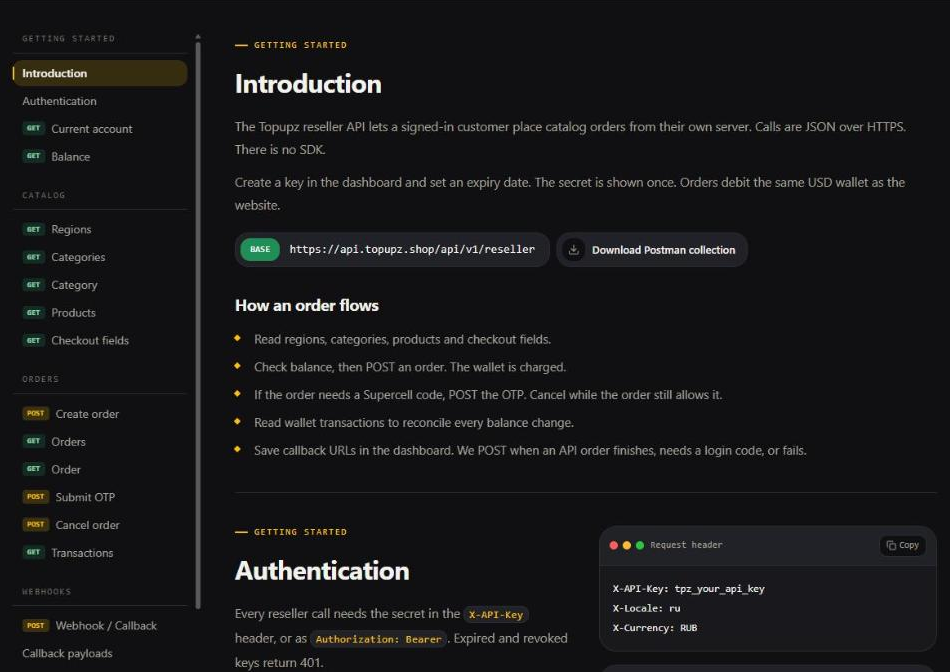 GETTING STARTED
Introduction
Authentication
GET Current account
GET Balance
CATALOG
GET Regions
GET Categories
GET Category
GET Products
GET Checkout fields
ORDERS
POST Create order
GET Orders
GET Order
POST Submit OTP
POST Cancel order
GET Transactions
WEBHOOKS
POST Webhook / Callback
Callback payloads
GETTING STARTED
Introduction
The Topupz reseller API lets a signed-in customer place catalog orders from their own server. Calls are JSON over HTTPS.
There is no SDK.
Create a key in the dashboard and set an expiry date. The secret is shown once. Orders debit the same USD wallet as the
website.
BASE https://api.topupz.shop/api/v1/reseller Download Postman collection
How an order flows
Read regions, categories, products and checkout fields.
Check balance, then POST an order. The wallet is charged.
If the order needs a Supercell code, POST the OTP. Cancel while the order still allows it.
Read wallet transactions to reconcile every balance change.
Save callback URLs in the dashboard. We POST when an API order finishes, needs a login code, or fails.
GETTING STARTED
Authentication
Every reseller call needs the secret in the X-API-Key
header, or as Authorization: Bearer. Expired and revoked
keys return 401.
Request header Copy
X-API-Key: tpz_your_api_key
X-Locale: ru
X-Currency: RUB